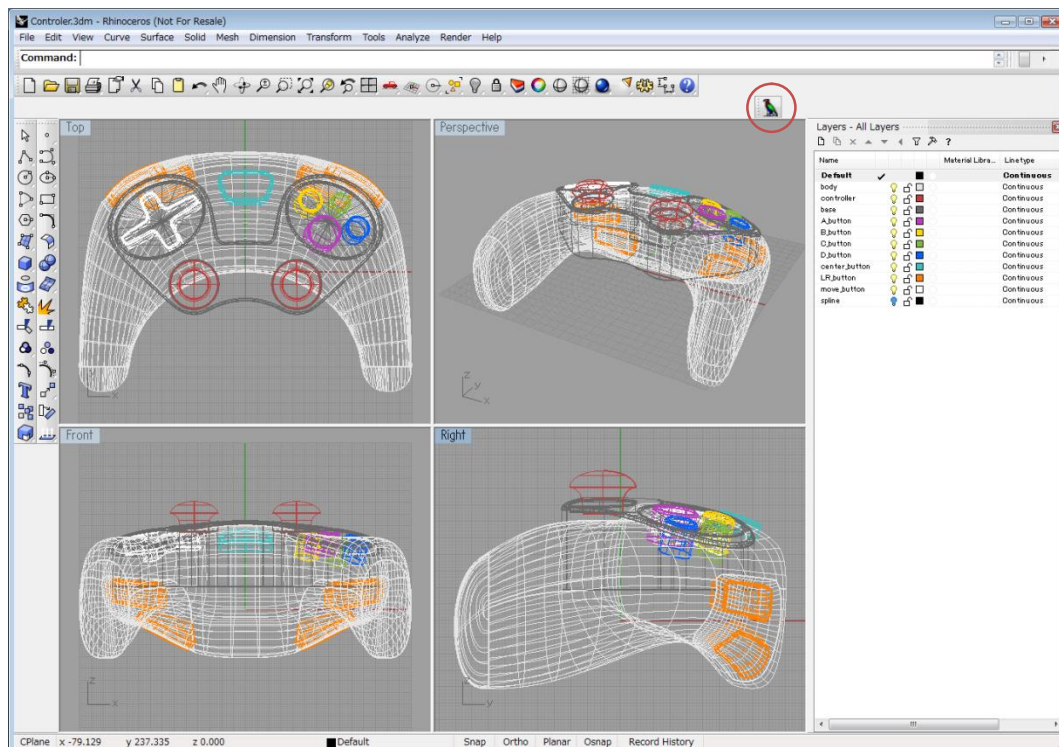 Controler.3dm - Rhinoceros (Not For Resale)
File Edit View Curve Surface Solid Mesh Dimension Transform Tools Analyze Render Help
Command:
Top
Perspective
Front
Right
z
y
x
x
z
x
z
y
Layers - All Layers
Name Material Libra... Linetype
Default Continuous
body Continuous
controller Continuous
base Continuous
A_button Continuous
B_button Continuous
C_button Continuous
D_button Continuous
center_button Continuous
LR_button Continuous
move_button Continuous
spline Continuous
CPlane x -79.129 y 237.335 z 0.000 Default Snap Ortho Planar Osnap Record History